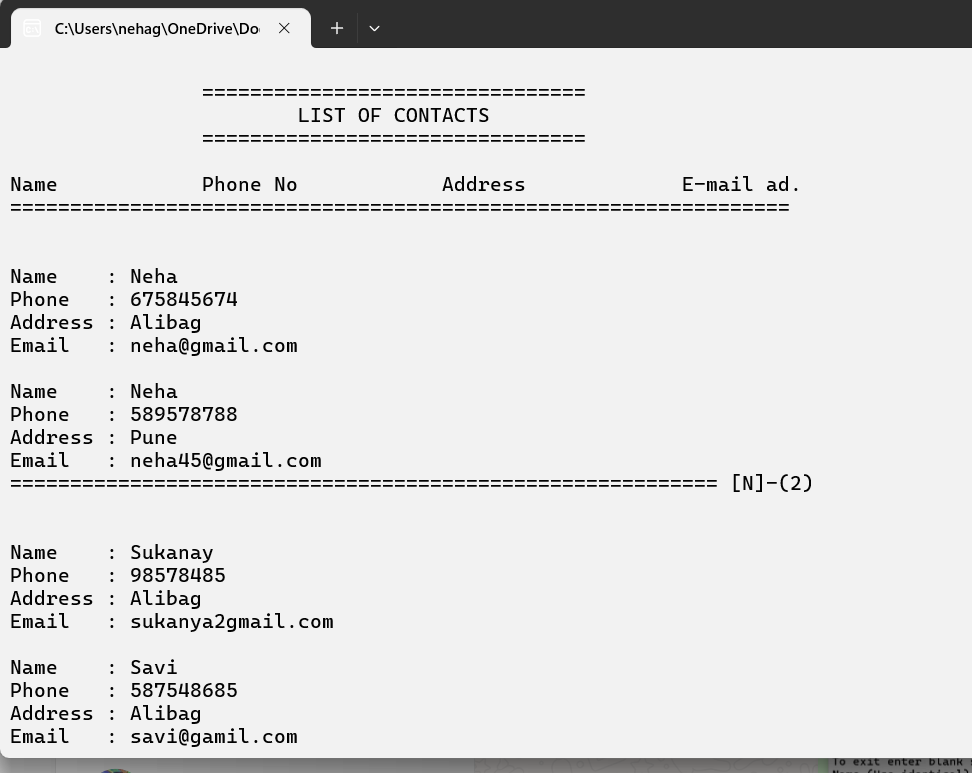 C:\Users\nehag\OneDrive\Do
===============================
LIST OF CONTACTS
===============================
Name Phone No Address E-mail ad.
=================================================================
Name : Neha
Phone : 675845674
Address : Alibag
Email : neha@gmail.com
Name : Neha
Phone : 589578788
Address : Pune
Email : neha45@gmail.com
=========================================================== [N]-(2)
Name : Sukanay
Phone : 98578485
Address : Alibag
Email : sukanya2gmail.com
Name : Savi
Phone : 587548685
Address : Alibag
Email : savi@gamil.com
To exit enter blank